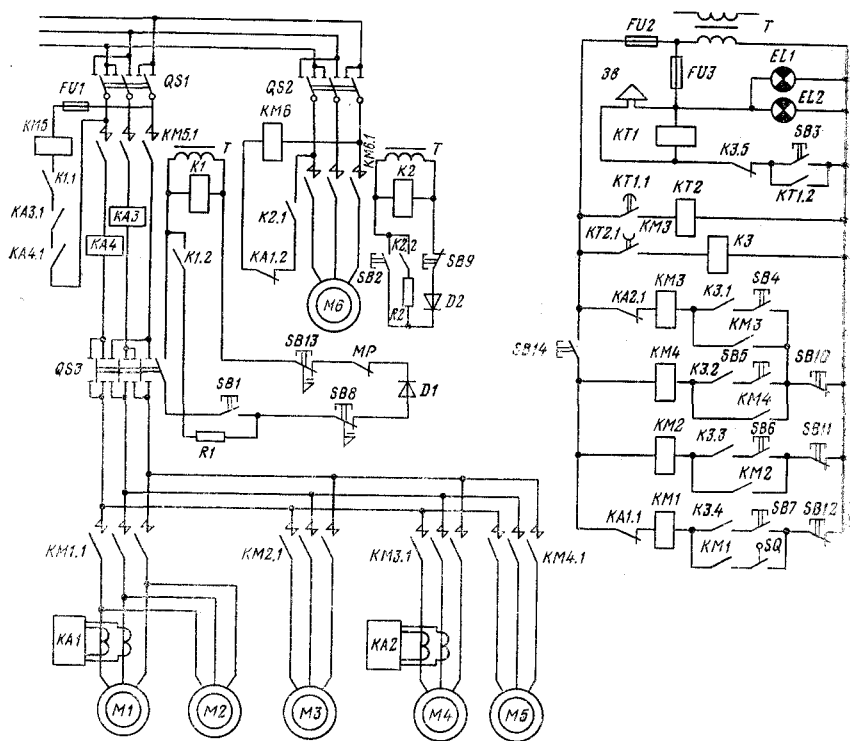 FU2
T
EL1
QS1
QS2
FU3
FU1
KM6
ЗВ
EL2
KM5
KM5.1
T
KM6.1
T
KT1
SB3
K1
K2
K3.5
K1.1
KA3
K2.1
KT1.2
KT1.1
KT2
KA3.1
KA4
K2.2
KM3
KA4.1
K1.2
KA1.2
SB2
SB9
KT2.1
K3
M6
R2
D2
KM3
SB4
KA2.1
K3.1
KM3
SB13
MP
SB14
KM4
SB5
SB10
QS3
K3.2
SB1
SB8
D1
KM4
KM2
SB6
SB11
R1
K3.3
KM2
KM1
SB7
SB12
KA1.1
K3.4
KM1.1
KM2.1
KM3.1
KM4.1
KM1
SQ
KA1
KA2
M1
M2
M3
M4
M5